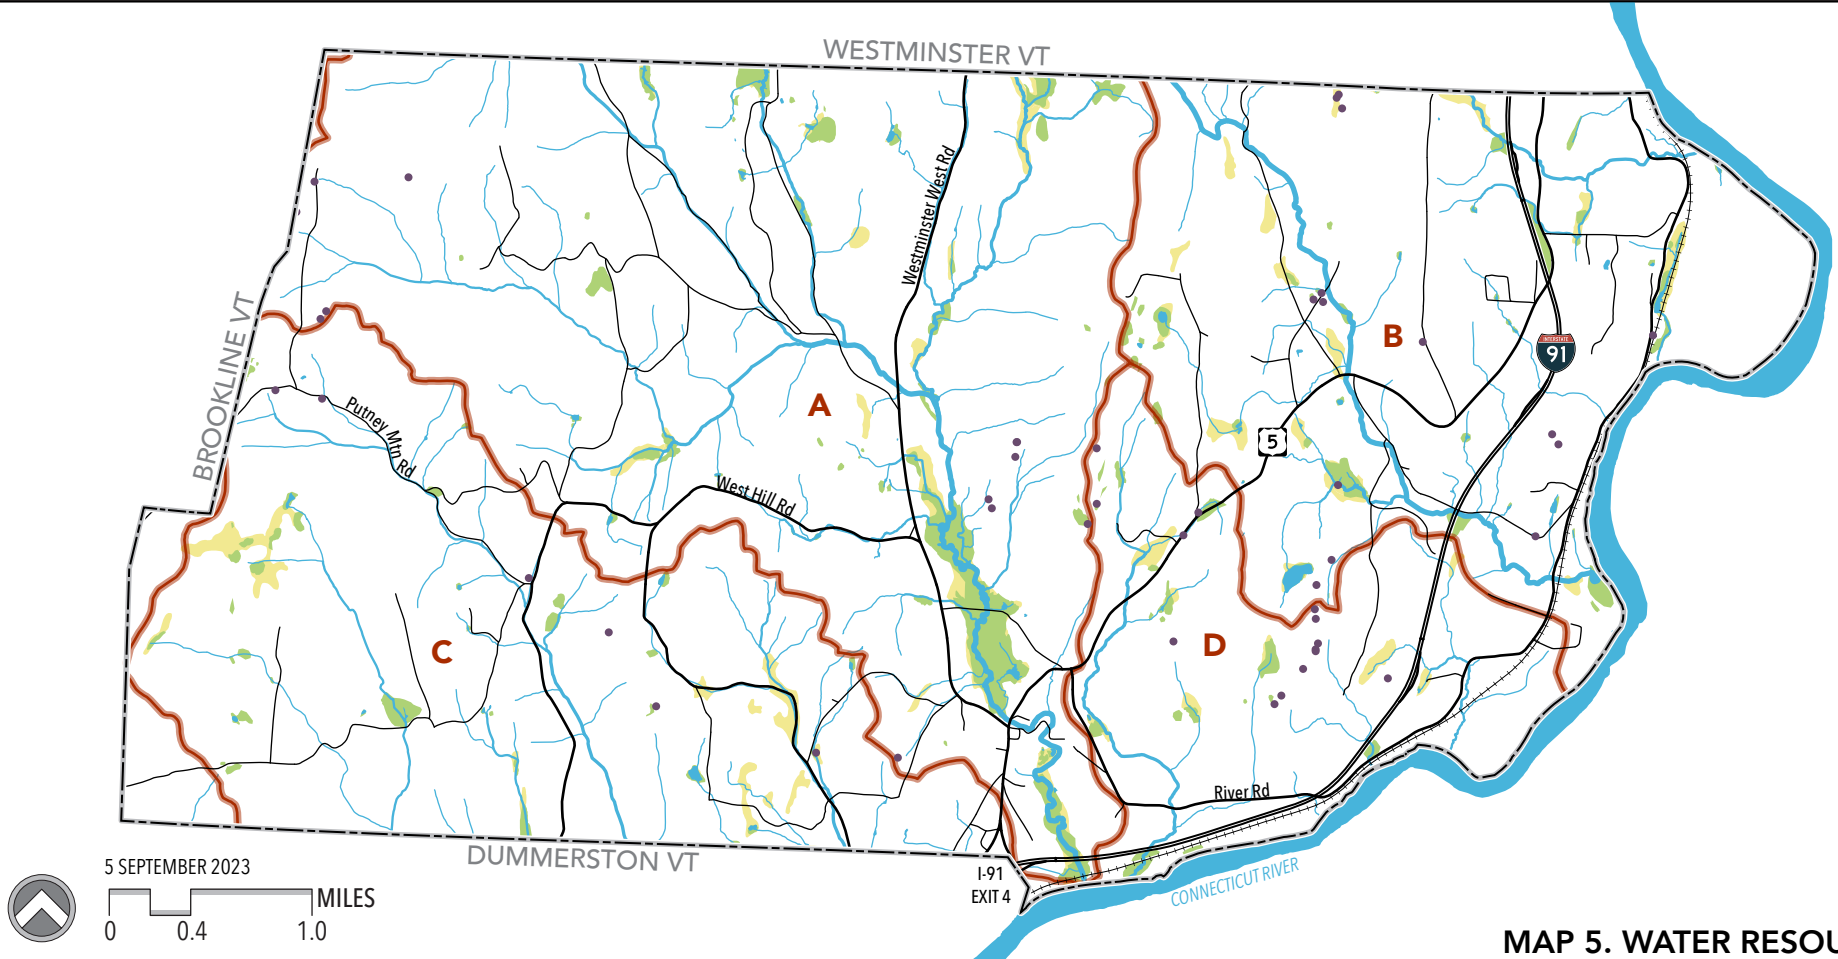 WESTMINSTER VT
Westminster West Rd
BROOKLINE VT
B
INTERSTATE
91
A
Putney Mtn Rd
5
West Hill Rd
C
D
River Rd
DUMMERSTON VT
I-91
EXIT 4
CONNECTICUT RIVER
5 SEPTEMBER 2023
MILES
0 0.4 1.0
MAP 5. WATER RESOU